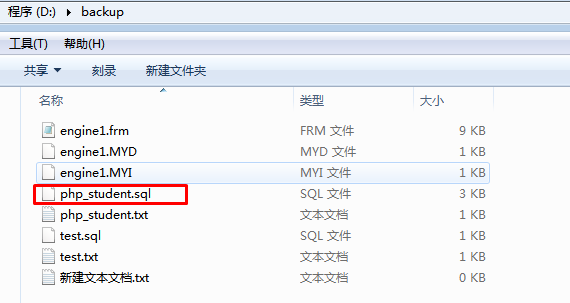 程序 (D:) ▸ backup
工具(T) 帮助(H)
共享 刻录 新建文件夹
名称 类型 大小
engine1.frm FRM 文件 9 KB
engine1.MYD MYD 文件 1 KB
engine1.MYI MYI 文件 1 KB
php_student.sql SQL 文件 3 KB
php_student.txt 文本文档 1 KB
test.sql SQL 文件 1 KB
test.txt 文本文档 1 KB
新建文本文档.txt 文本文档 0 KB